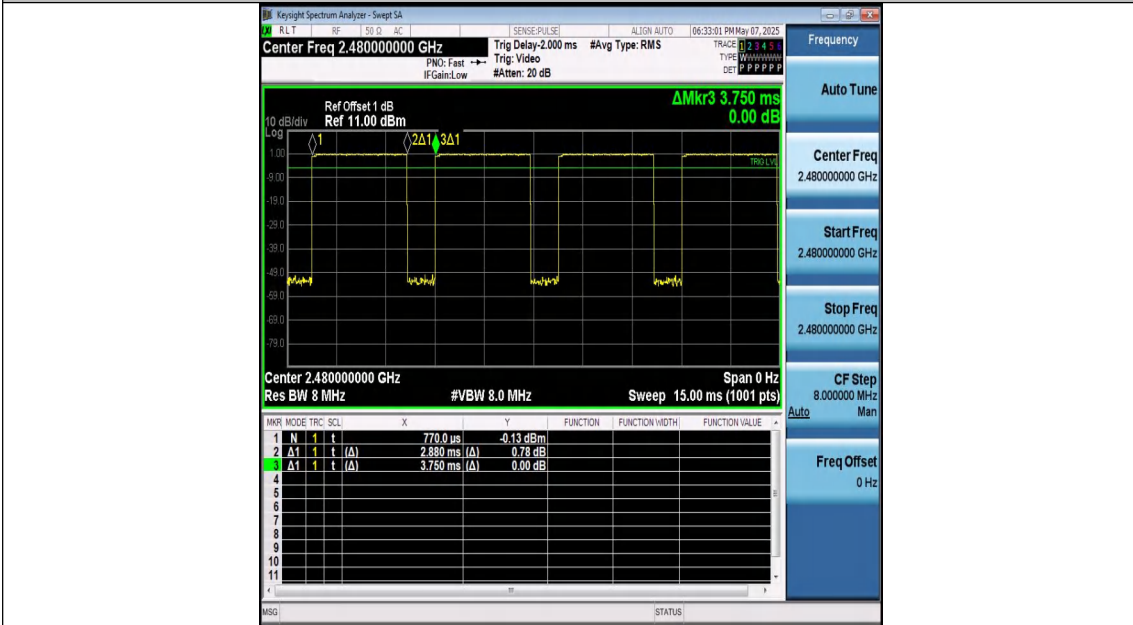 Keysight Spectrum Analyzer - Swept SA
RLT RF 50 Ω AC SENSE:PULSE ALIGN AUTO 06:33:01 PM May 07, 2025
Center Freq 2.480000000 GHz
PNO: Fast
IFGain:Low
Trig Delay-2.000 ms
Trig: Video
#Atten: 20 dB
#Avg Type: RMS
TRACE 1 2 3 4 5 6
TYPE
DET P P P P P P
Frequency
Auto Tune
Center Freq
2.480000000 GHz
Start Freq
2.480000000 GHz
Stop Freq
2.480000000 GHz
CF Step
8.000000 MHz
Auto Man
Freq Offset
0 Hz
ΔMkr3 3.750 ms
0.00 dB
Ref Offset 1 dB
10 dB/div Ref 11.00 dBm
Log
1 2Δ1 3Δ1
TRIG LVL
1.00
-9.00
-19.0
-29.0
-39.0
-49.0
-59.0
-69.0
-79.0
Center 2.480000000 GHz Span 0 Hz
Res BW 8 MHz #VBW 8.0 MHz Sweep 15.00 ms (1001 pts)
MKR MODE TRC SCL X Y FUNCTION FUNCTION WIDTH FUNCTION VALUE
1 N 1 t 770.0 µs -0.13 dBm
2 Δ1 1 t (Δ) 2.880 ms (Δ) 0.78 dB
3 Δ1 1 t (Δ) 3.750 ms (Δ) 0.00 dB
4
5
6
7
8
9
10
11
MSG STATUS